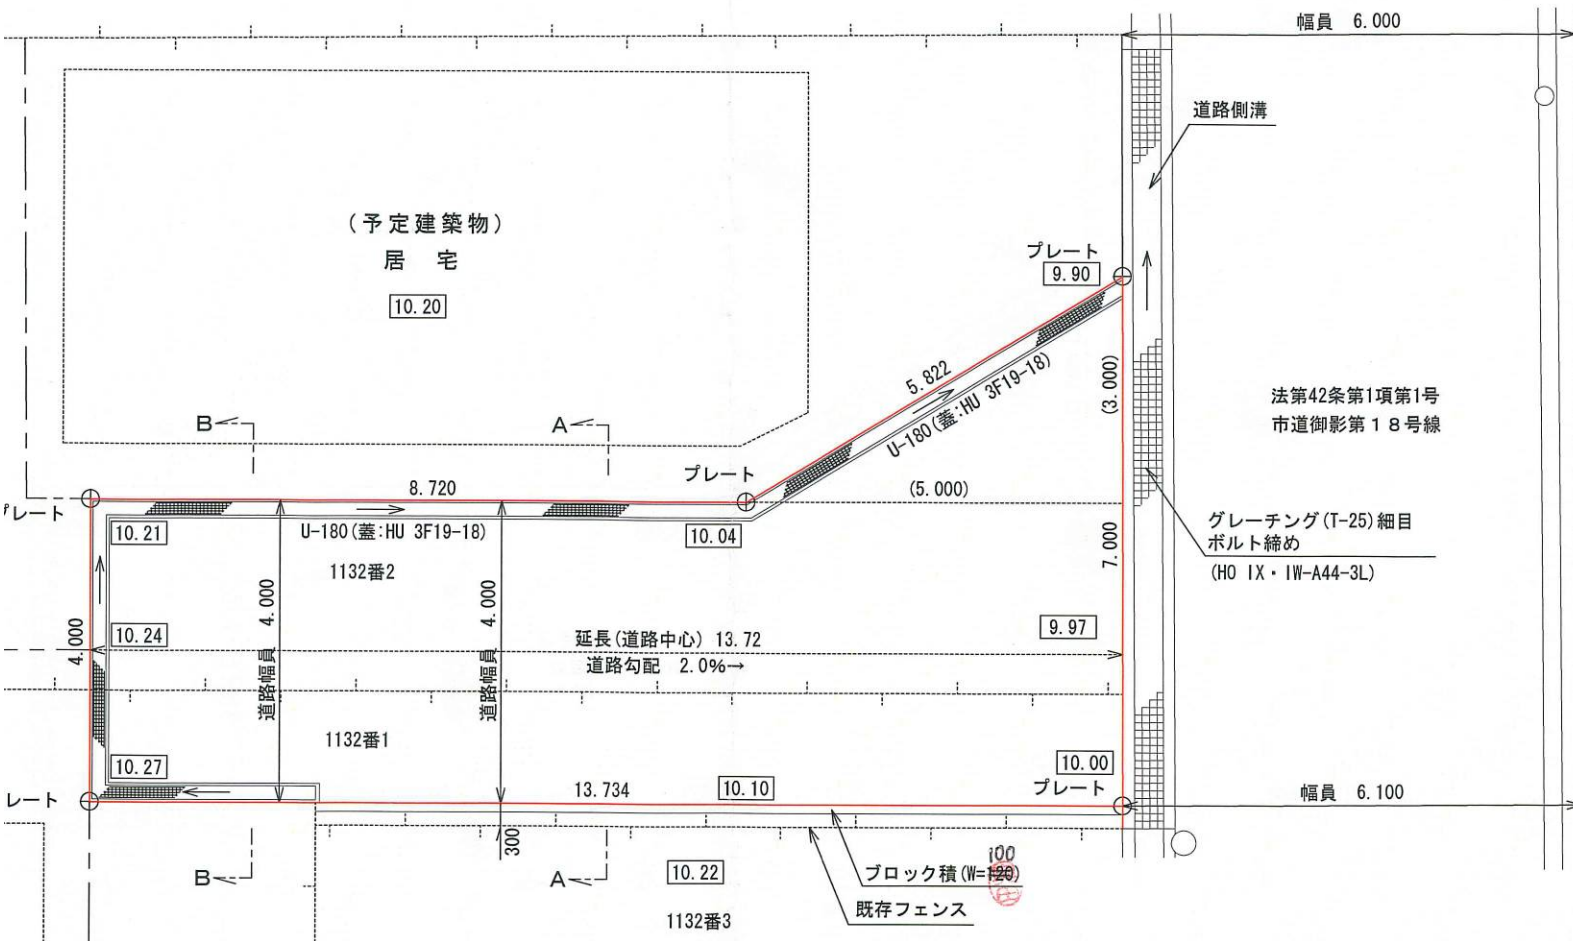 幅員 6.000
道路側溝
(予定建築物)
居 宅
10.20
プレート
9.90
5.822
U-180(蓋:HU 3F19-18)
(3.000)
法第42条第1項第1号
市道御影第18号線
B
A
プレート
8.720
(5.000)
プレート
10.21
U-180(蓋:HU 3F19-18)
10.04
7.000
グレーチング(T-25)細目
ボルト締め
(HO IX・IW-A44-3L)
1132番2
4.000
10.24
道路幅員 4.000
道路幅員 4.000
延長(道路中心) 13.72
道路勾配 2.0%→
9.97
1132番1
10.27
10.00
レート
13.734
10.10
プレート
幅員 6.100
300
B
A
10.22
100
ブロック積(W=120)
既存フェンス
1132番3